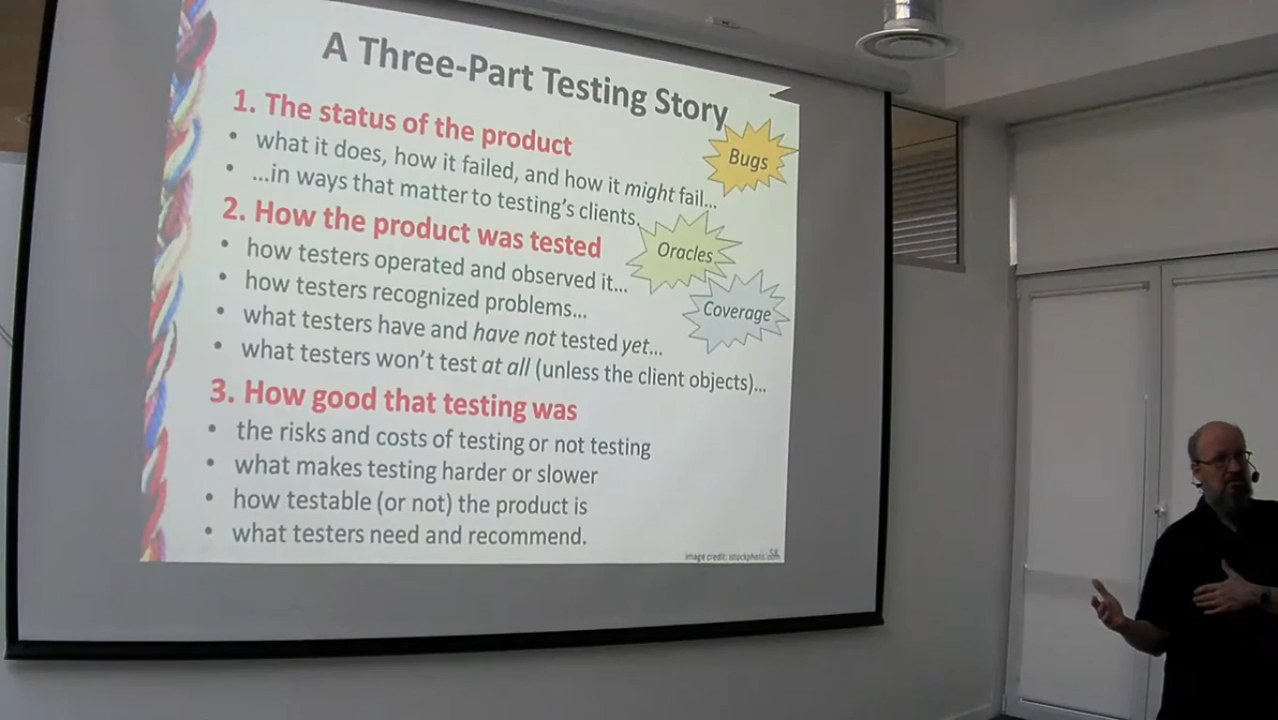 A Three-Part Testing Story
1. The status of the product
• what it does, how it failed, and how it might fail...
• ...in ways that matter to testing's clients.
Bugs
2. How the product was tested
• how testers operated and observed it...
• how testers recognized problems...
• what testers have and have not tested yet...
• what testers won't test at all (unless the client objects)...
Oracles
Coverage
3. How good that testing was
• the risks and costs of testing or not testing
• what makes testing harder or slower
• how testable (or not) the product is
• what testers need and recommend.
image credit: istockphoto.com
58